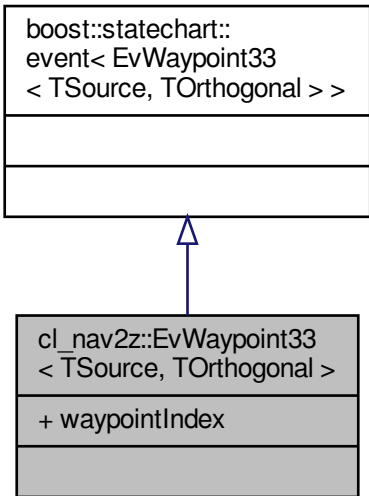 boost::statechart::
event< EvWaypoint33
< TSource, TOrthogonal > >
cl_nav2z::EvWaypoint33
< TSource, TOrthogonal >
+ waypointIndex